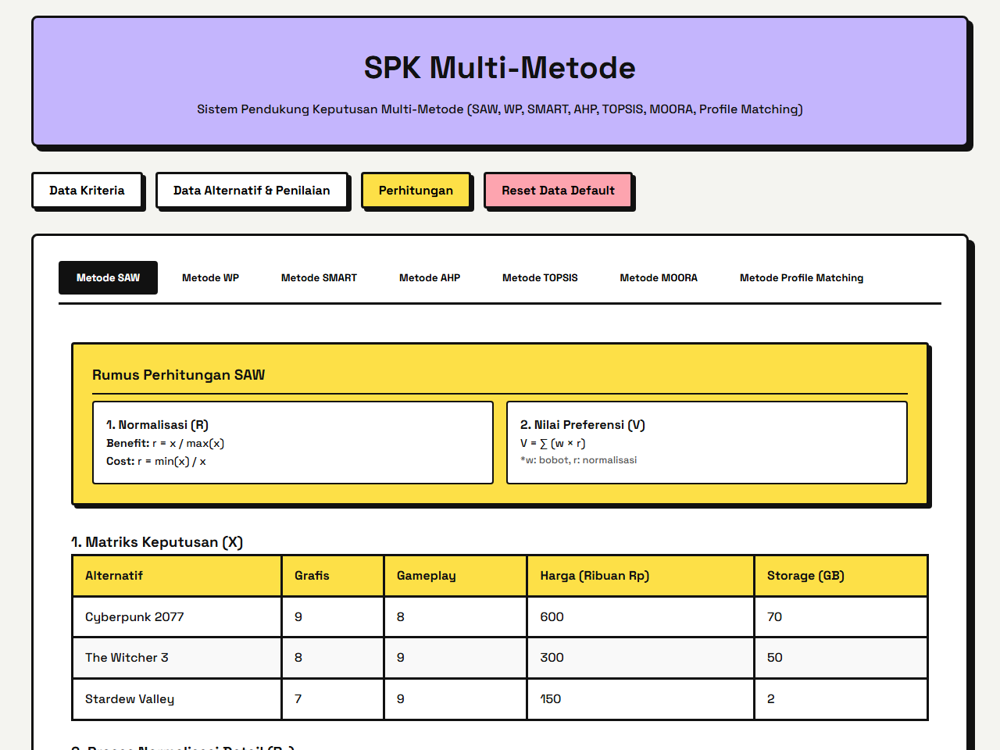 SPK Multi-Metode
Sistem Pendukung Keputusan Multi-Metode (SAW, WP, SMART, AHP, TOPSIS, MOORA, Profile Matching)
Data Kriteria
Data Alternatif & Penilaian
Perhitungan
Reset Data Default
Metode SAW
Metode WP
Metode SMART
Metode AHP
Metode TOPSIS
Metode MOORA
Metode Profile Matching
Rumus Perhitungan SAW
1. Normalisasi (R)
Benefit: r = x / max(x)
Cost: r = min(x) / x
2. Nilai Preferensi (V)
V = ∑ (w × r)
*w: bobot, r: normalisasi
1. Matriks Keputusan (X)
Alternatif Grafis Gameplay Harga (Ribuan Rp) Storage (GB)
Cyberpunk 2077 9 8 600 70
The Witcher 3 8 9 300 50
Stardew Valley 7 9 150 2